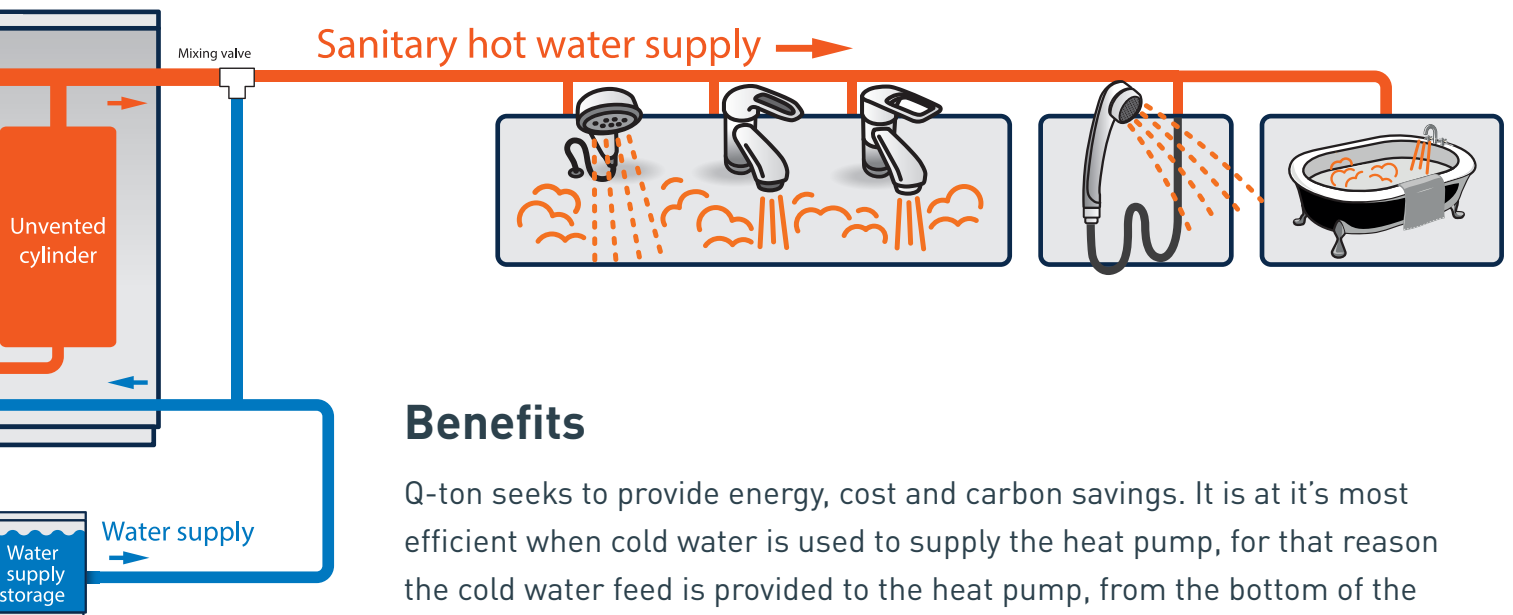 Mixing valve
Sanitary hot water supply
Unvented
cylinder
Water supply
Water
supply
storage
Benefits
Q-ton seeks to provide energy, cost and carbon savings. It is at it’s most
efficient when cold water is used to supply the heat pump, for that reason
the cold water feed is provided to the heat pump, from the bottom of the